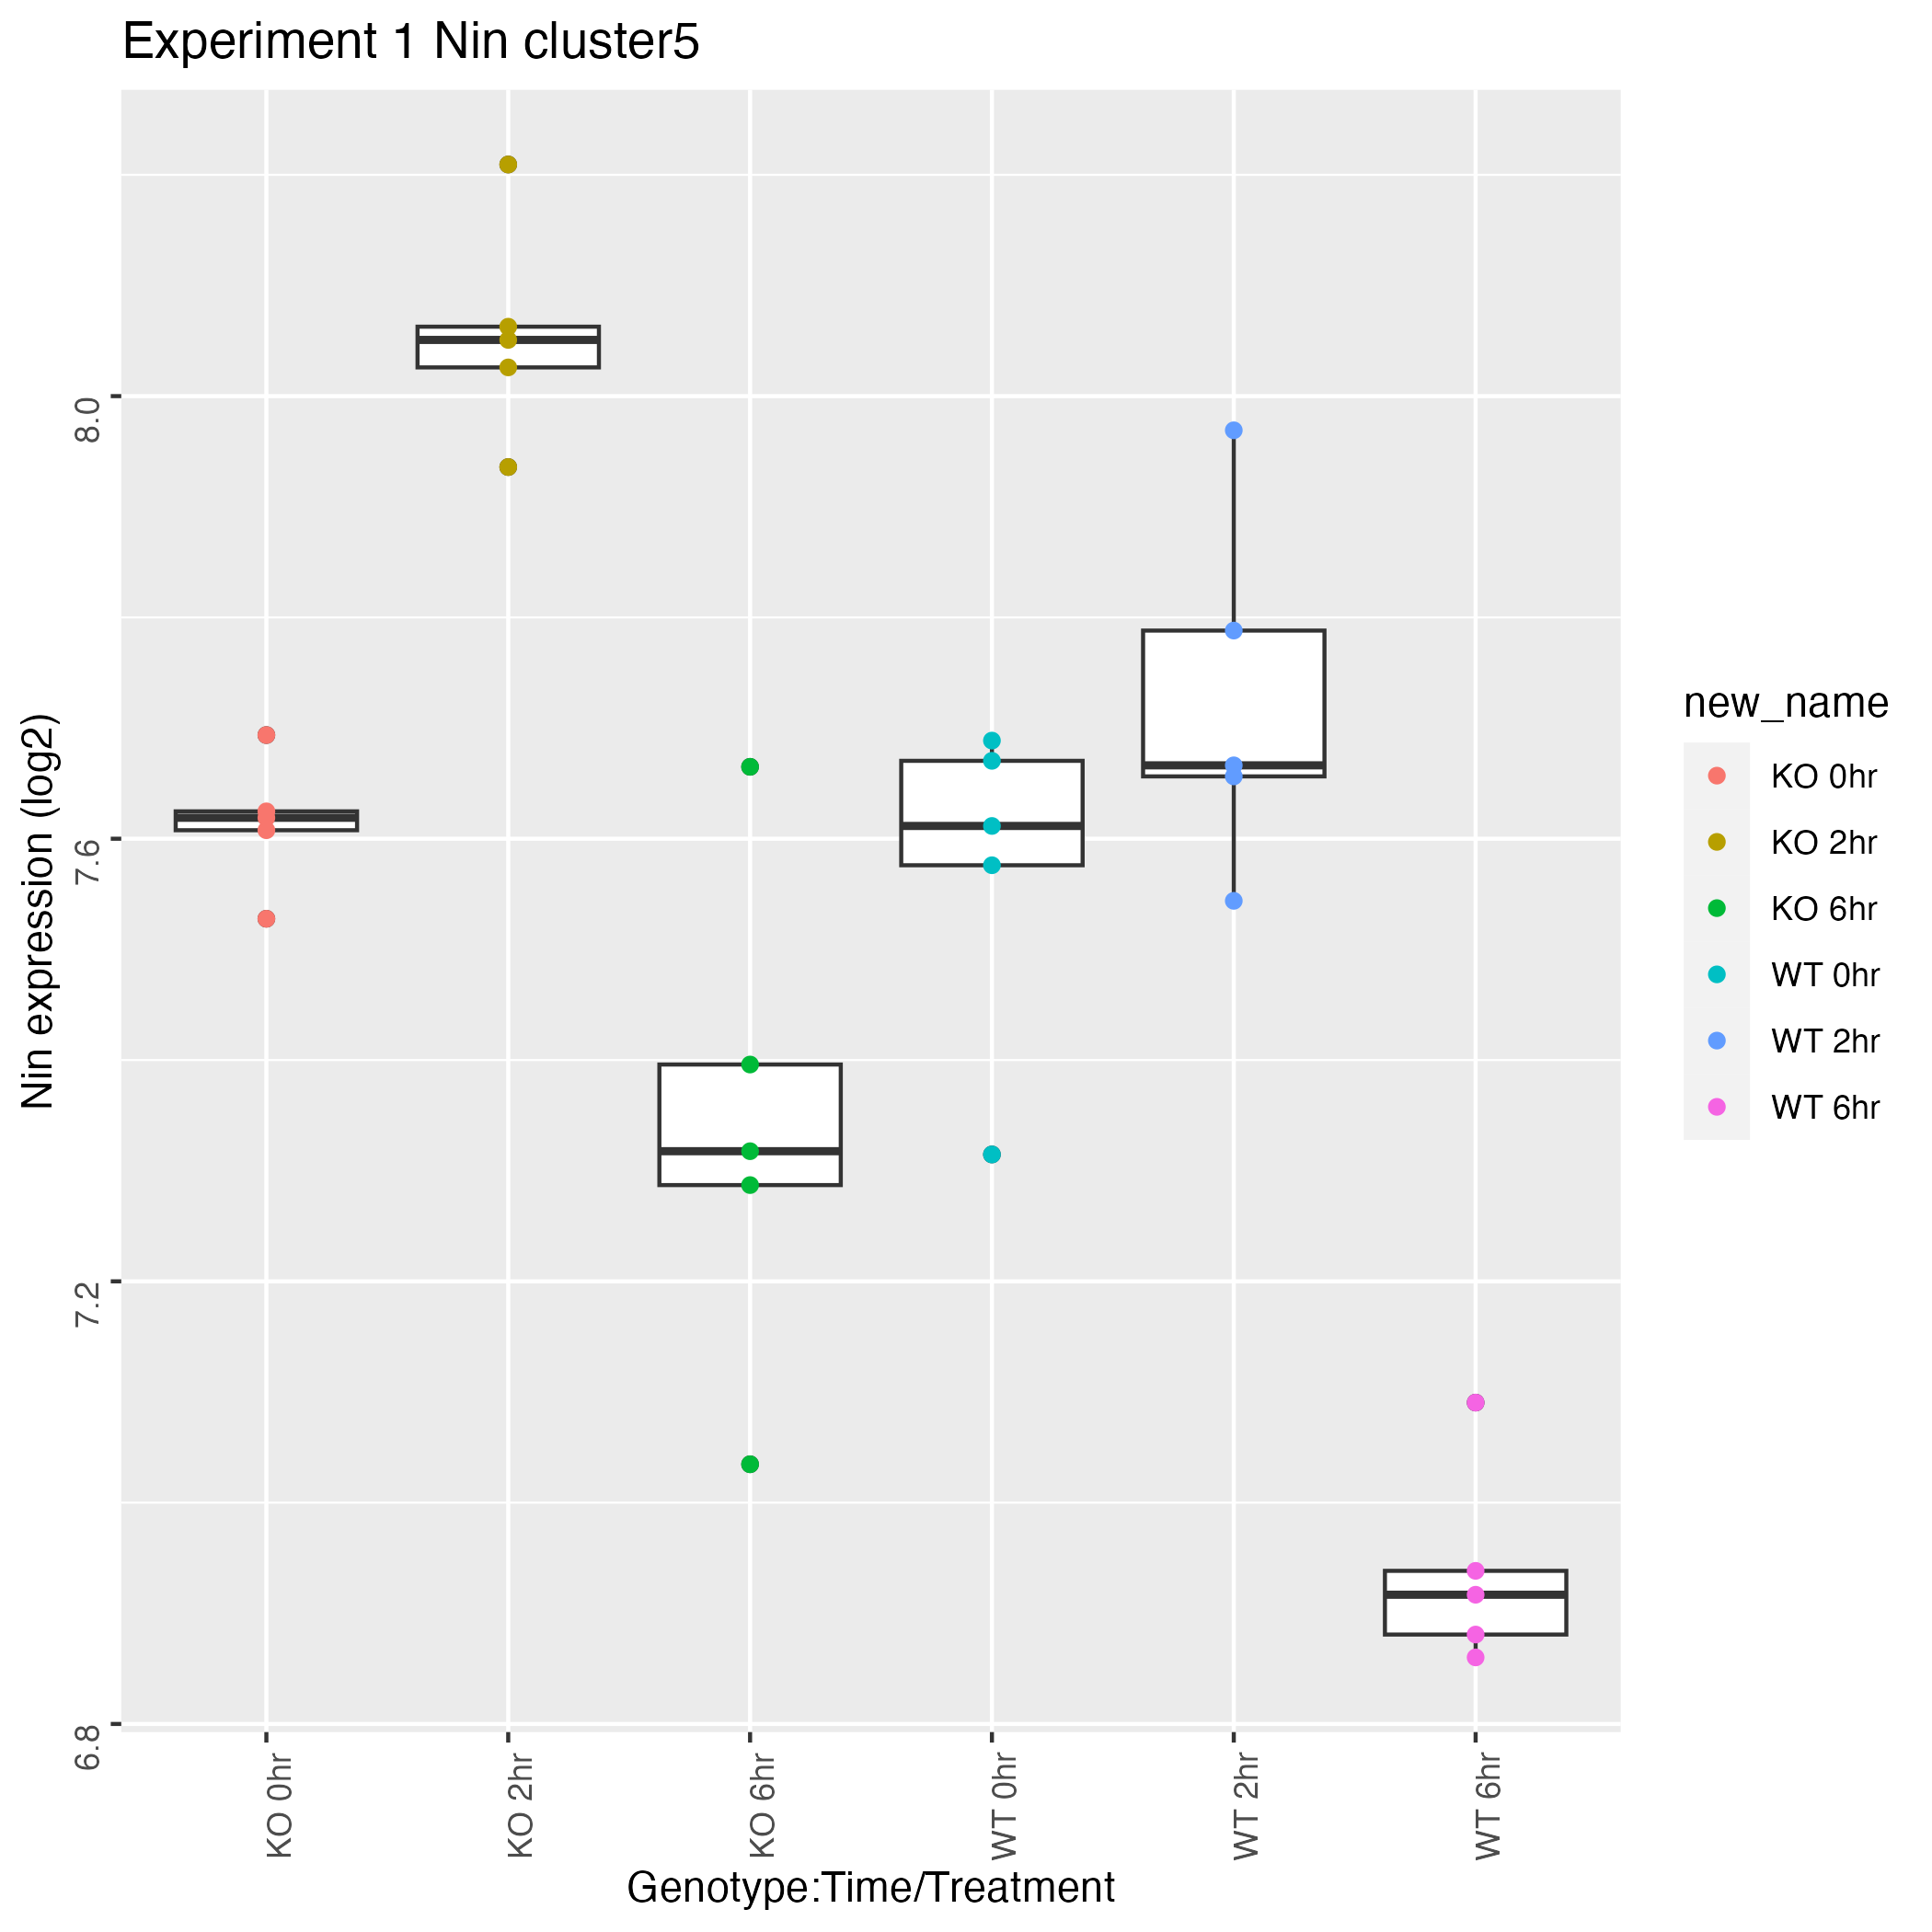 Experiment 1 Nin cluster5
Nin expression (log2)
8.0
7.6
7.2
6.8
KO 0hr
KO 2hr
KO 6hr
WT 0hr
WT 2hr
WT 6hr
Genotype:Time/Treatment
new_name
KO 0hr
KO 2hr
KO 6hr
WT 0hr
WT 2hr
WT 6hr